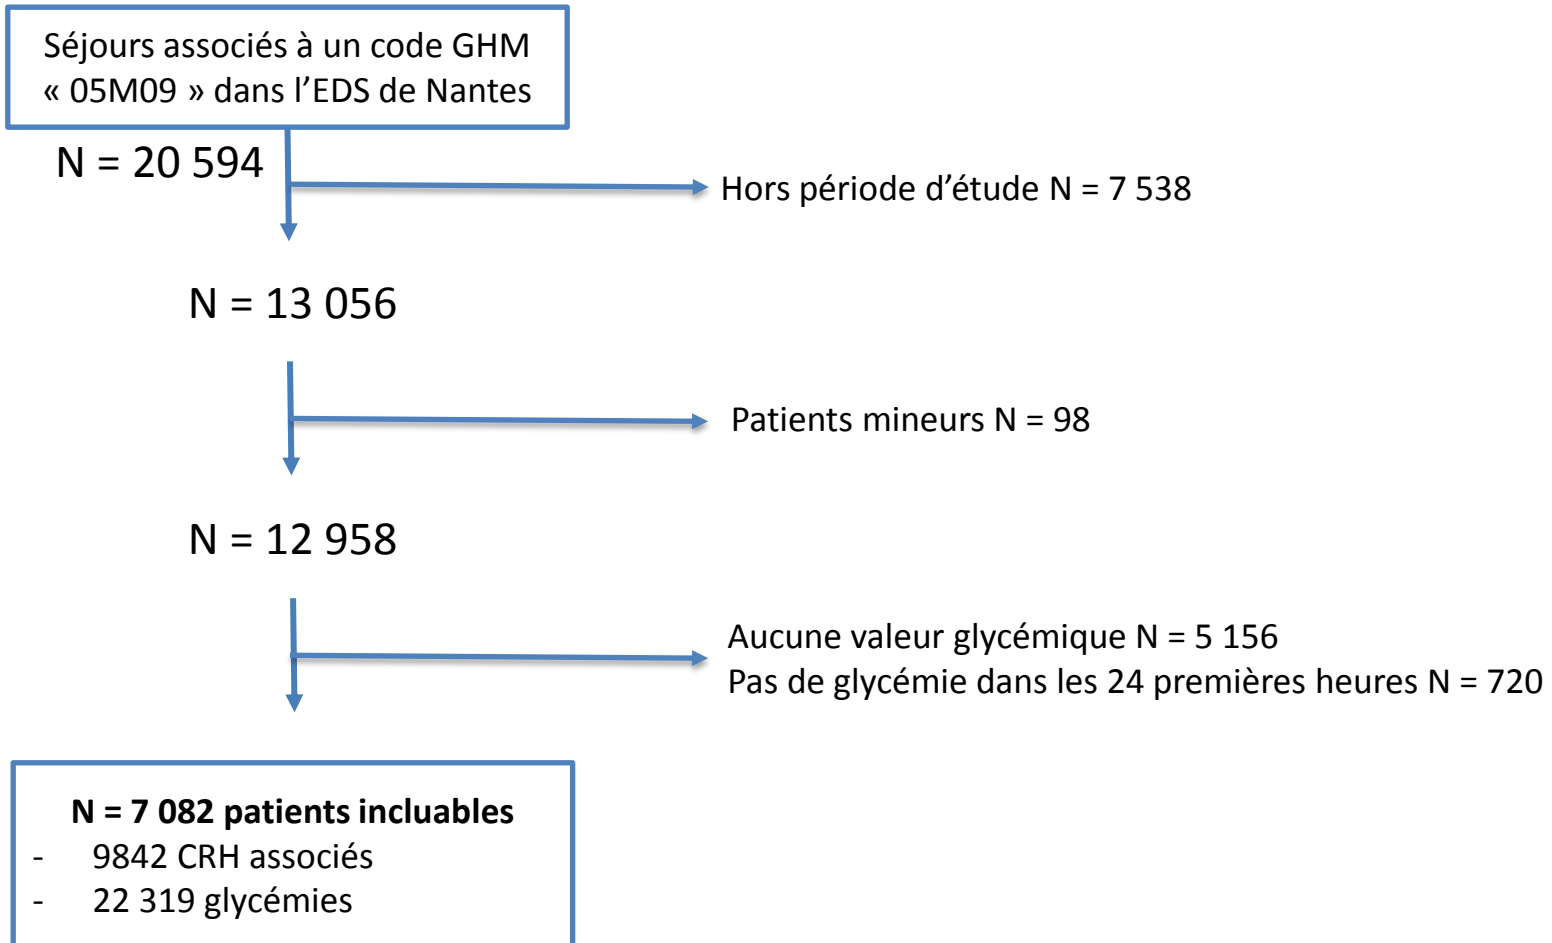 Séjours associés à un code GHM
« 05M09 » dans l’EDS de Nantes
N = 20 594
Hors période d’étude N = 7 538
N = 13 056
Patients mineurs N = 98
N = 12 958
Aucune valeur glycémique N = 5 156
Pas de glycémie dans les 24 premières heures N = 720
N = 7 082 patients incluables
- 9842 CRH associés
- 22 319 glycémies